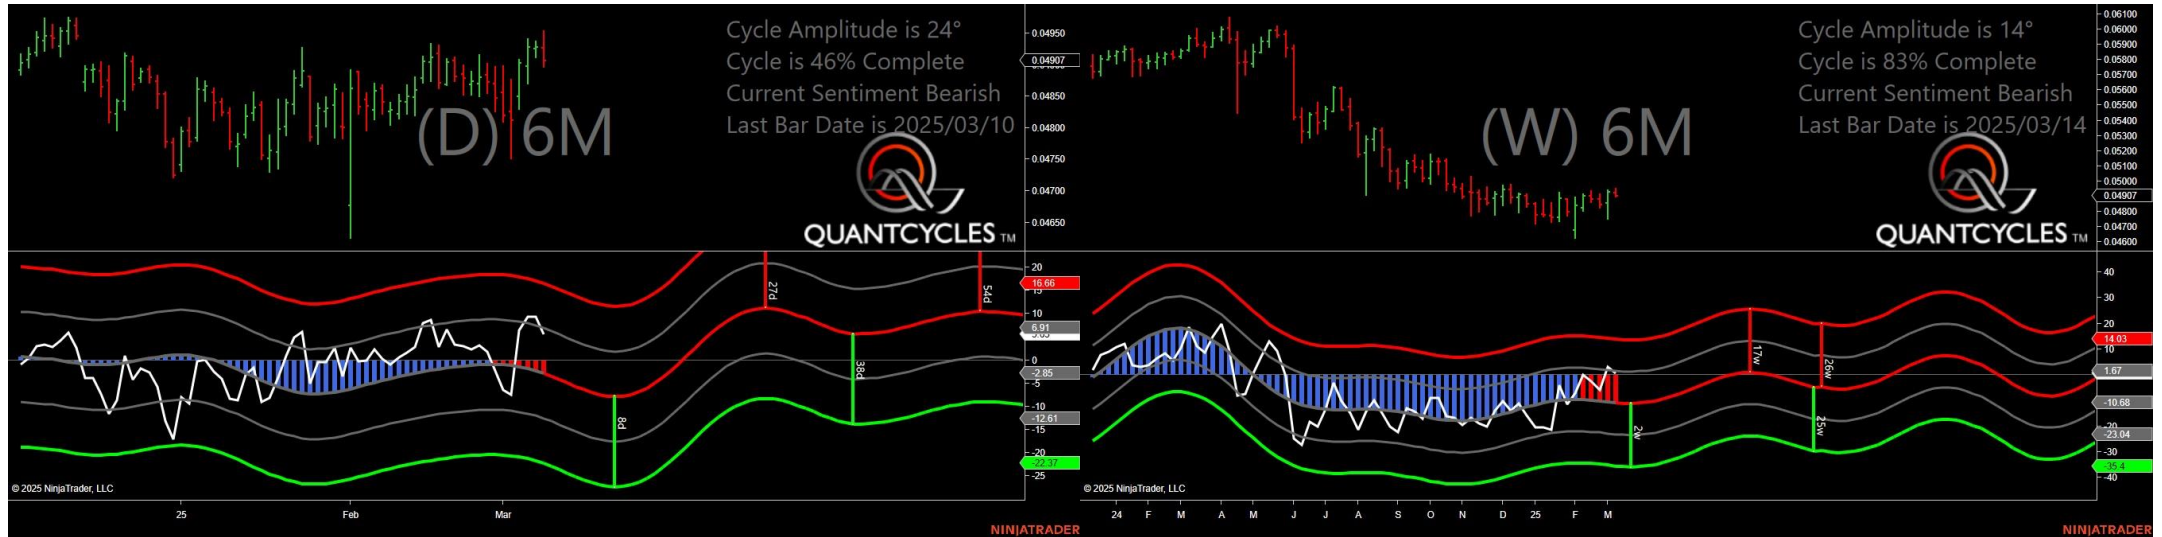 Cycle Amplitude is 24°
Cycle is 46% Complete
Current Sentiment Bearish
Last Bar Date is 2025/03/10
(D) 6M
QUANTCYCLES TM
0.04950
0.04907
0.04850
0.04800
0.04750
0.04700
0.04650
27d
54d
8d
38d
20
16.66
15
10
6.91
0
-2.85
-5
-10
-12.61
-15
-20
-22.37
-25
© 2025 NinjaTrader, LLC
25
Feb
Mar
NINJATRADER
Cycle Amplitude is 14°
Cycle is 83% Complete
Current Sentiment Bearish
Last Bar Date is 2025/03/14
(W) 6M
QUANTCYCLES TM
0.06100
0.05900
0.05800
0.05700
0.05600
0.05500
0.05400
0.05300
0.05200
0.05100
0.05000
0.04907
0.04800
0.04700
0.04600
17w
26w
2w
25w
40
30
20
14.03
10
1.67
-10.68
-20
-23.04
-30
-35.4
-40
© 2025 NinjaTrader, LLC
24 F M A M J J A S O N D 25 F M
NINJATRADER